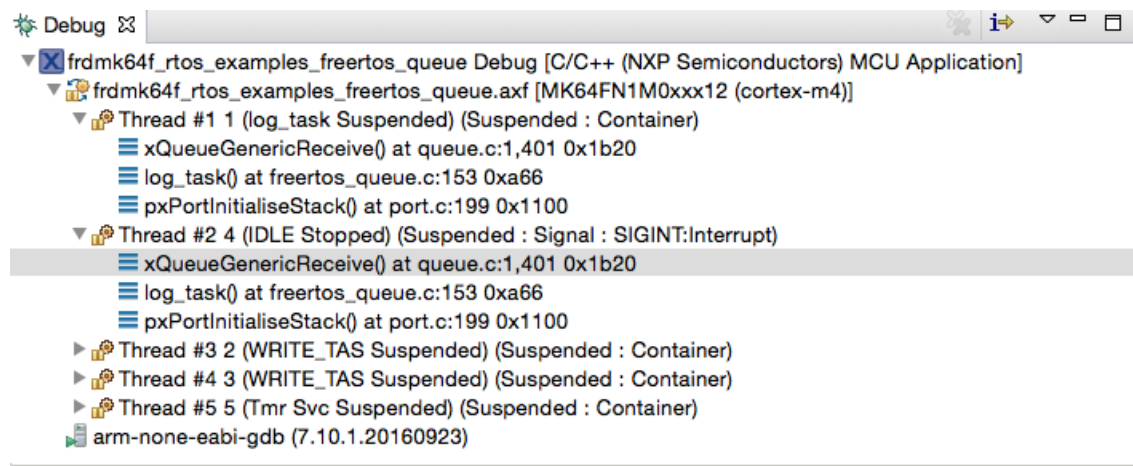 Debug
frdmk64f_rtos_examples_freertos_queue Debug [C/C++ (NXP Semiconductors) MCU Application]
frdmk64f_rtos_examples_freertos_queue.axf [MK64FN1M0xxx12 (cortex-m4)]
Thread #1 1 (log_task Suspended) (Suspended : Container)
xQueueGenericReceive() at queue.c:1,401 0x1b20
log_task() at freertos_queue.c:153 0xa66
pxPortInitialiseStack() at port.c:199 0x1100
Thread #2 4 (IDLE Stopped) (Suspended : Signal : SIGINT:Interrupt)
xQueueGenericReceive() at queue.c:1,401 0x1b20
log_task() at freertos_queue.c:153 0xa66
pxPortInitialiseStack() at port.c:199 0x1100
Thread #3 2 (WRITE_TAS Suspended) (Suspended : Container)
Thread #4 3 (WRITE_TAS Suspended) (Suspended : Container)
Thread #5 5 (Tmr Svc Suspended) (Suspended : Container)
arm-none-eabi-gdb (7.10.1.20160923)